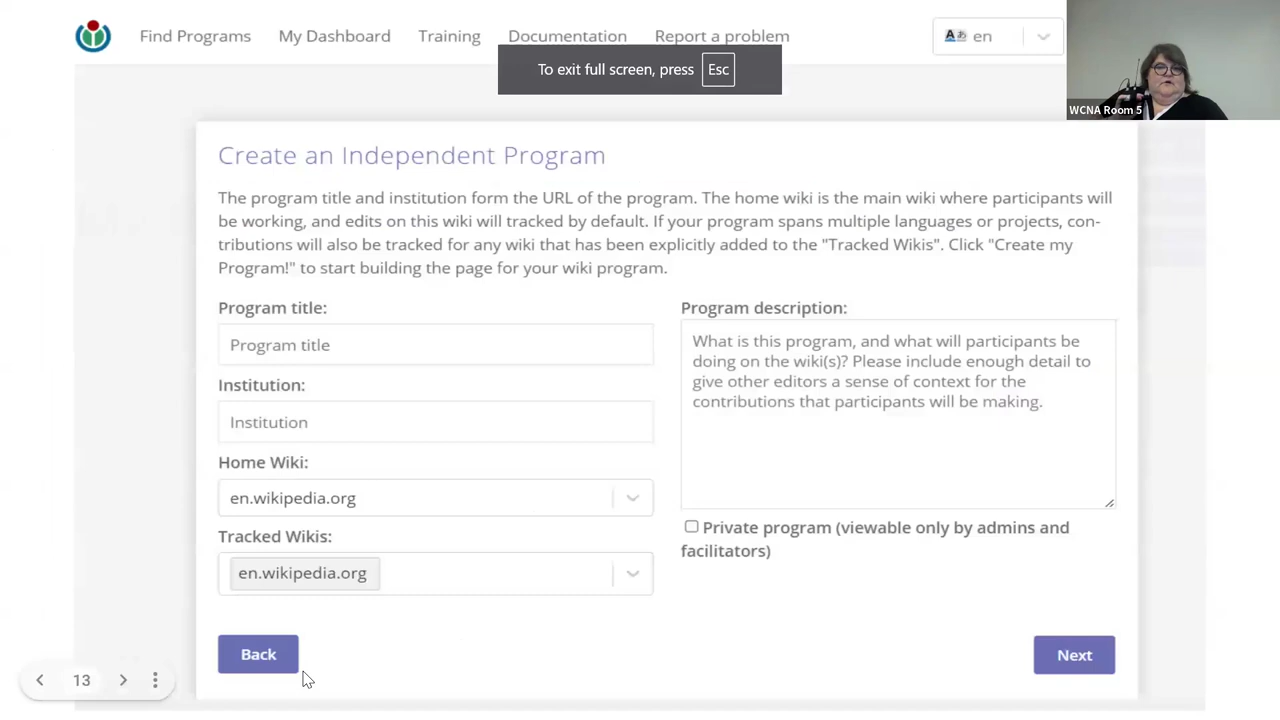 Find Programs My Dashboard Training Documentation Report a problem
Aあ en
To exit full screen, press Esc
WCNA Room 5
Create an Independent Program
The program title and institution form the URL of the program. The home wiki is the main wiki where participants will
be working, and edits on this wiki will tracked by default. If your program spans multiple languages or projects, con-
tributions will also be tracked for any wiki that has been explicitly added to the "Tracked Wikis". Click "Create my
Program!" to start building the page for your wiki program.
Program title:
Program title
Institution:
Institution
Home Wiki:
en.wikipedia.org
Tracked Wikis:
en.wikipedia.org
Program description:
What is this program, and what will participants be
doing on the wiki(s)? Please include enough detail to
give other editors a sense of context for the
contributions that participants will be making.
Private program (viewable only by admins and
facilitators)
Back
Next
13